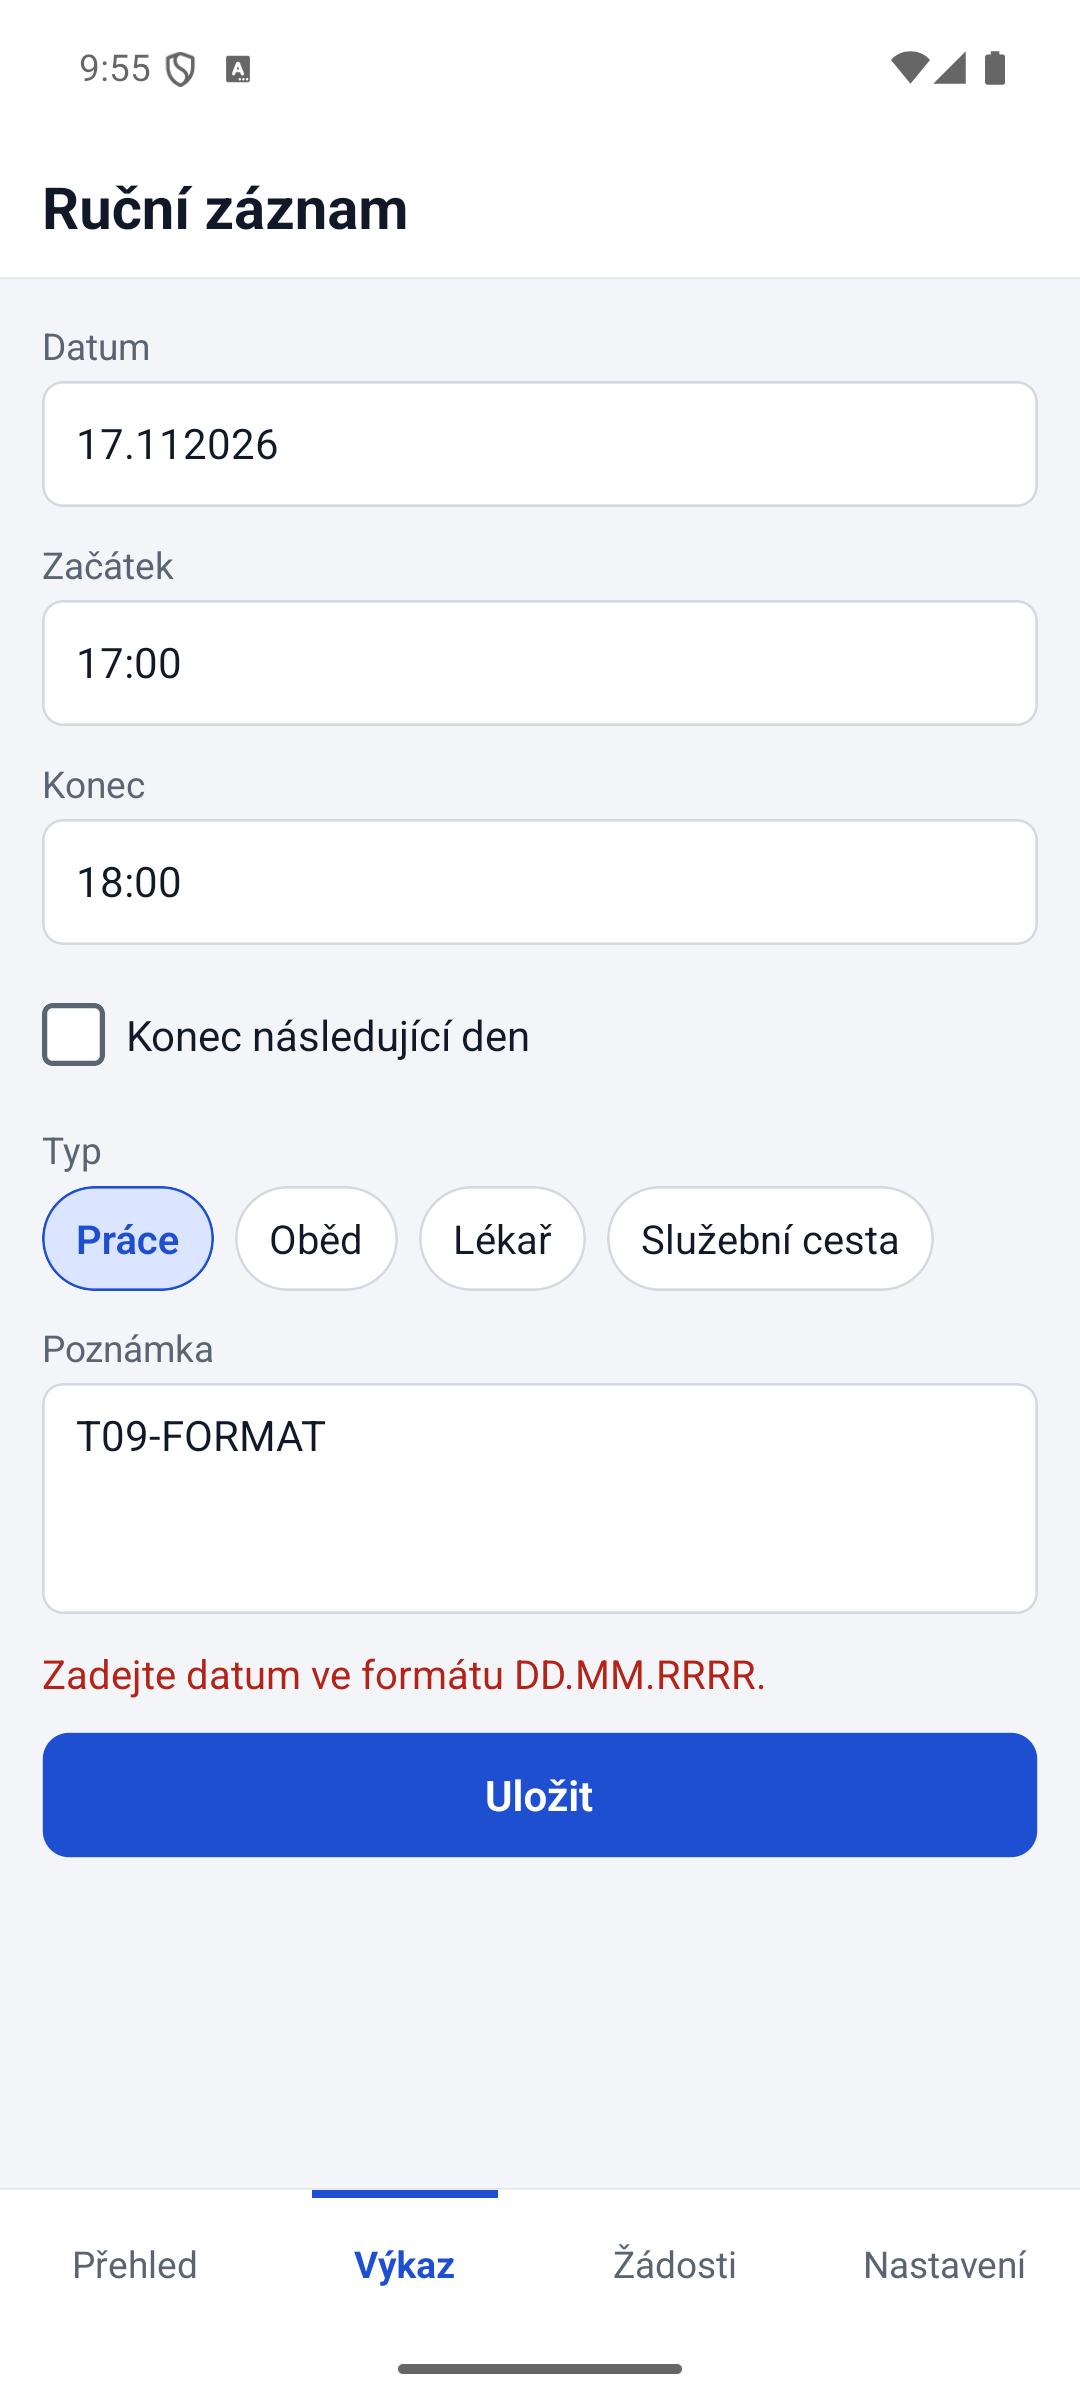 9:55
Ruční záznam
Datum
17.112026
Začátek
17:00
Konec
18:00
Konec následující den
Typ
Práce Oběd Lékař Služební cesta
Poznámka
T09-FORMAT
Zadejte datum ve formátu DD.MM.RRRR.
Uložit
Přehled Výkaz Žádosti Nastavení